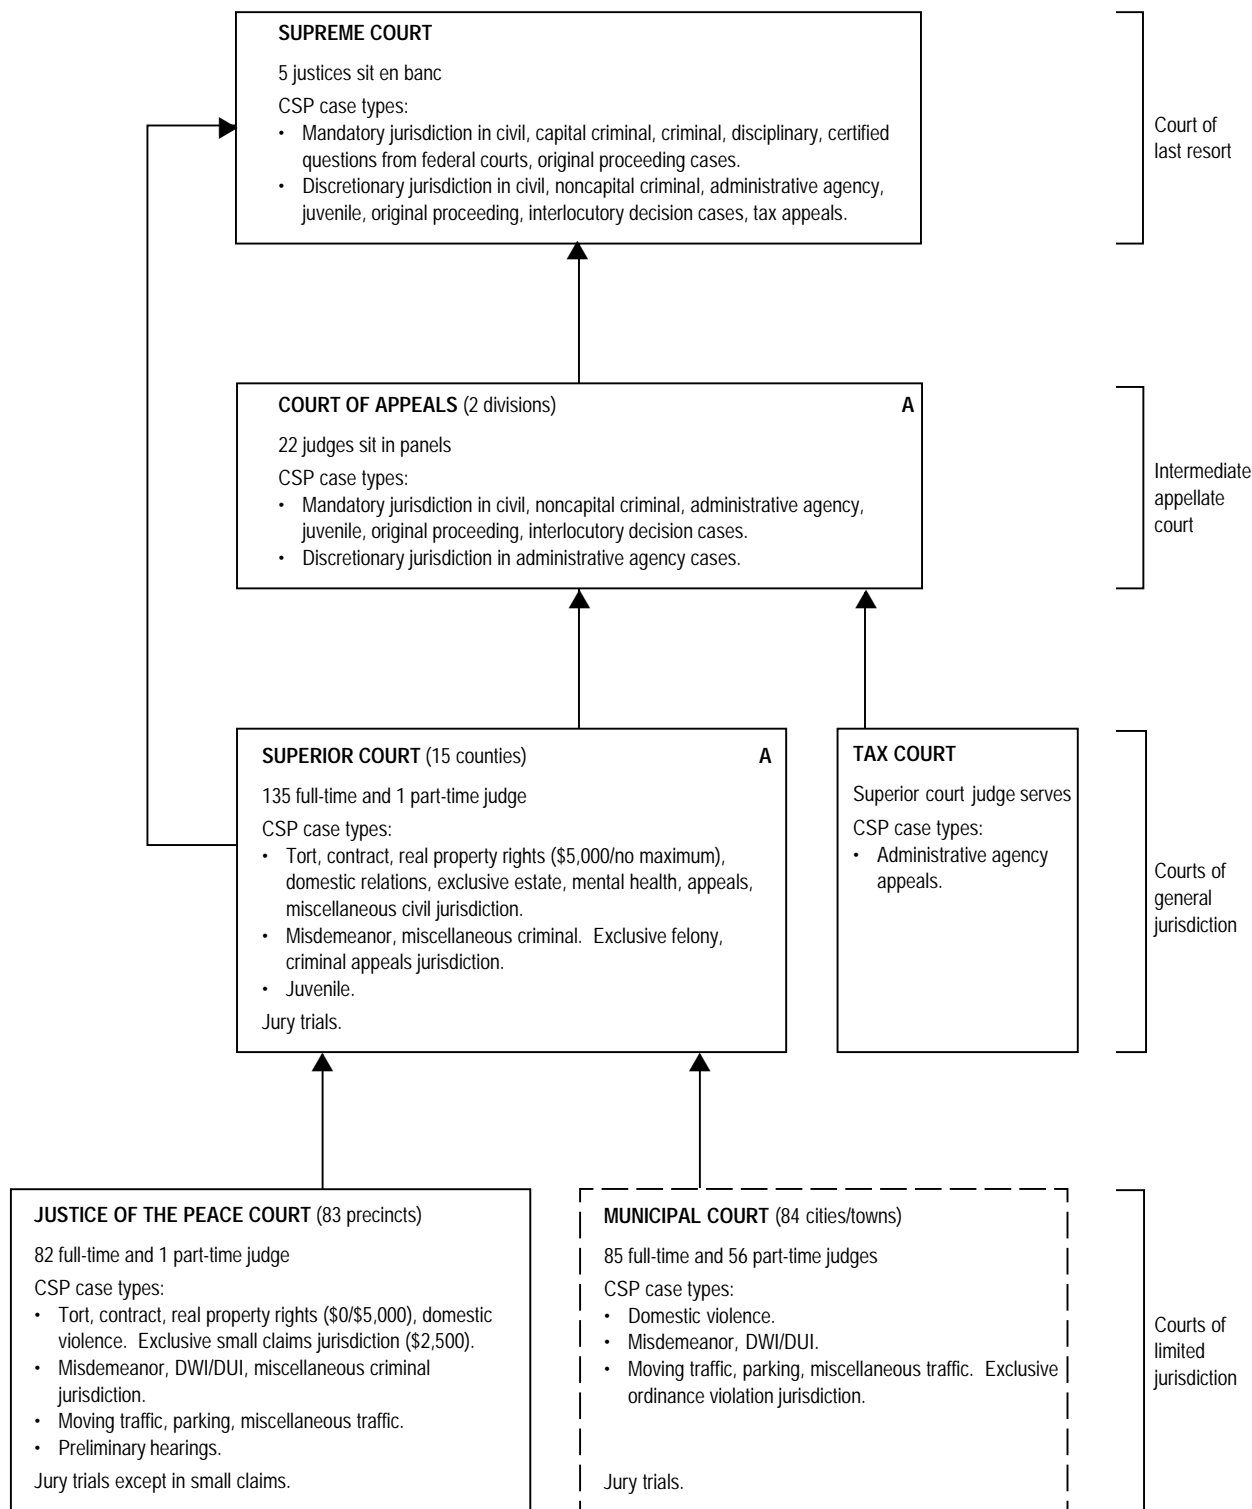 SUPREME COURT
5 justices sit en banc
CSP case types:
• Mandatory jurisdiction in civil, capital criminal, criminal, disciplinary, certified
questions from federal courts, original proceeding cases.
• Discretionary jurisdiction in civil, noncapital criminal, administrative agency,
juvenile, original proceeding, interlocutory decision cases, tax appeals.
Court of
last resort
COURT OF APPEALS (2 divisions) A
22 judges sit in panels
CSP case types:
• Mandatory jurisdiction in civil, noncapital criminal, administrative agency,
juvenile, original proceeding, interlocutory decision cases.
• Discretionary jurisdiction in administrative agency cases.
Intermediate
appellate
court
SUPERIOR COURT (15 counties) A
135 full-time and 1 part-time judge
CSP case types:
• Tort, contract, real property rights ($5,000/no maximum),
domestic relations, exclusive estate, mental health, appeals,
miscellaneous civil jurisdiction.
• Misdemeanor, miscellaneous criminal. Exclusive felony,
criminal appeals jurisdiction.
• Juvenile.
Jury trials.
TAX COURT
Superior court judge serves
CSP case types:
• Administrative agency
appeals.
Courts of
general
jurisdiction
JUSTICE OF THE PEACE COURT (83 precincts)
82 full-time and 1 part-time judge
CSP case types:
• Tort, contract, real property rights ($0/$5,000), domestic
violence. Exclusive small claims jurisdiction ($2,500).
• Misdemeanor, DWI/DUI, miscellaneous criminal
jurisdiction.
• Moving traffic, parking, miscellaneous traffic.
• Preliminary hearings.
Jury trials except in small claims.
MUNICIPAL COURT (84 cities/towns)
85 full-time and 56 part-time judges
CSP case types:
• Domestic violence.
• Misdemeanor, DWI/DUI.
• Moving traffic, parking, miscellaneous traffic. Exclusive
ordinance violation jurisdiction.
Jury trials.
Courts of
limited
jurisdiction